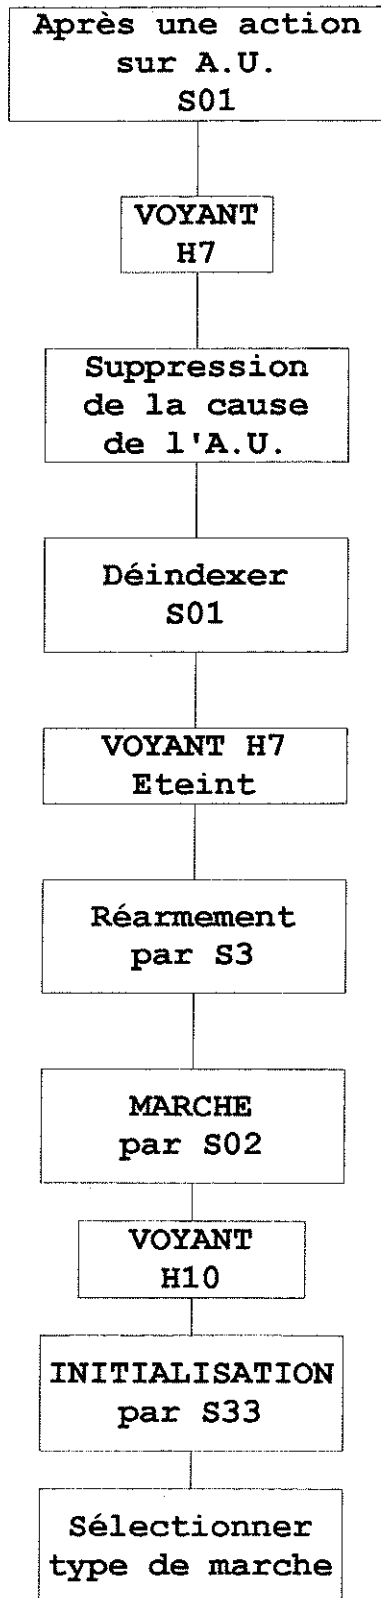 Après une action
sur A.U.
S01
VOYANT
H7
Suppression
de la cause
de l'A.U.
Déindexer
S01
VOYANT H7
Eteint
Réarmement
par S3
MARCHE
par S02
VOYANT
H10
INITIALISATION
par S33
Sélectionner
type de marche